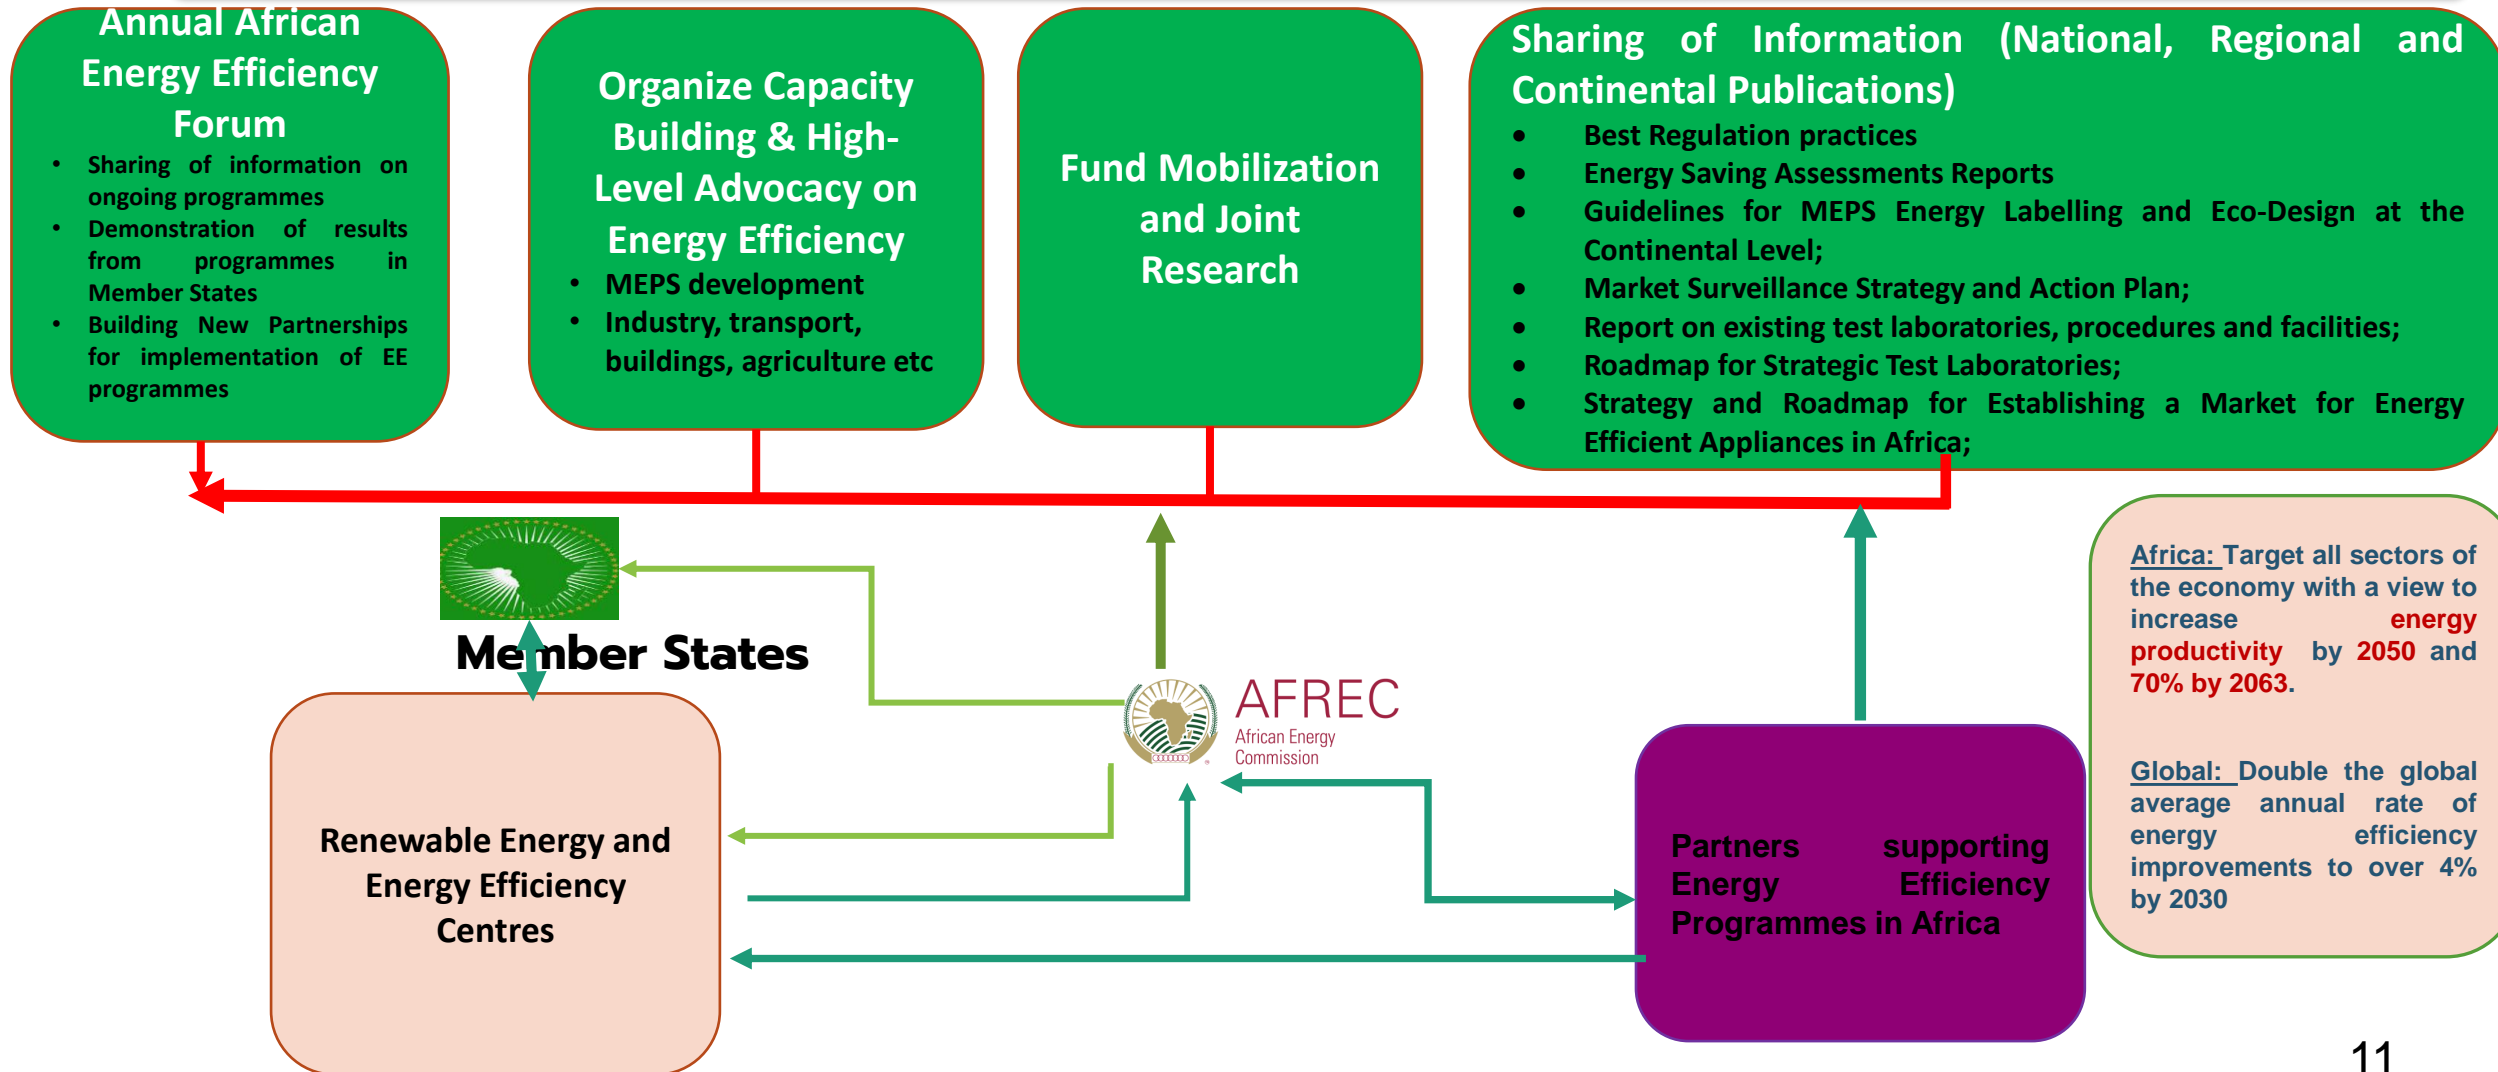 Annual African
Energy Efficiency
Forum
• Sharing of information on
ongoing programmes
• Demonstration of results
from programmes in
Member States
• Building New Partnerships
for implementation of EE
programmes
Organize Capacity
Building & High-
Level Advocacy on
Energy Efficiency
• MEPS development
• Industry, transport,
buildings, agriculture etc
Fund Mobilization
and Joint
Research
Sharing of Information (National, Regional and
Continental Publications)
• Best Regulation practices
• Energy Saving Assessments Reports
• Guidelines for MEPS Energy Labelling and Eco-Design at the
Continental Level;
• Market Surveillance Strategy and Action Plan;
• Report on existing test laboratories, procedures and facilities;
• Roadmap for Strategic Test Laboratories;
• Strategy and Roadmap for Establishing a Market for Energy
Efficient Appliances in Africa;
Member States
AFREC
African Energy
Commission
Renewable Energy and
Energy Efficiency
Centres
Partners supporting
Energy Efficiency
Programmes in Africa
Africa: Target all sectors of
the economy with a view to
increase energy
productivity by 2050 and
70% by 2063.
Global: Double the global
average annual rate of
energy efficiency
improvements to over 4%
by 2030
11